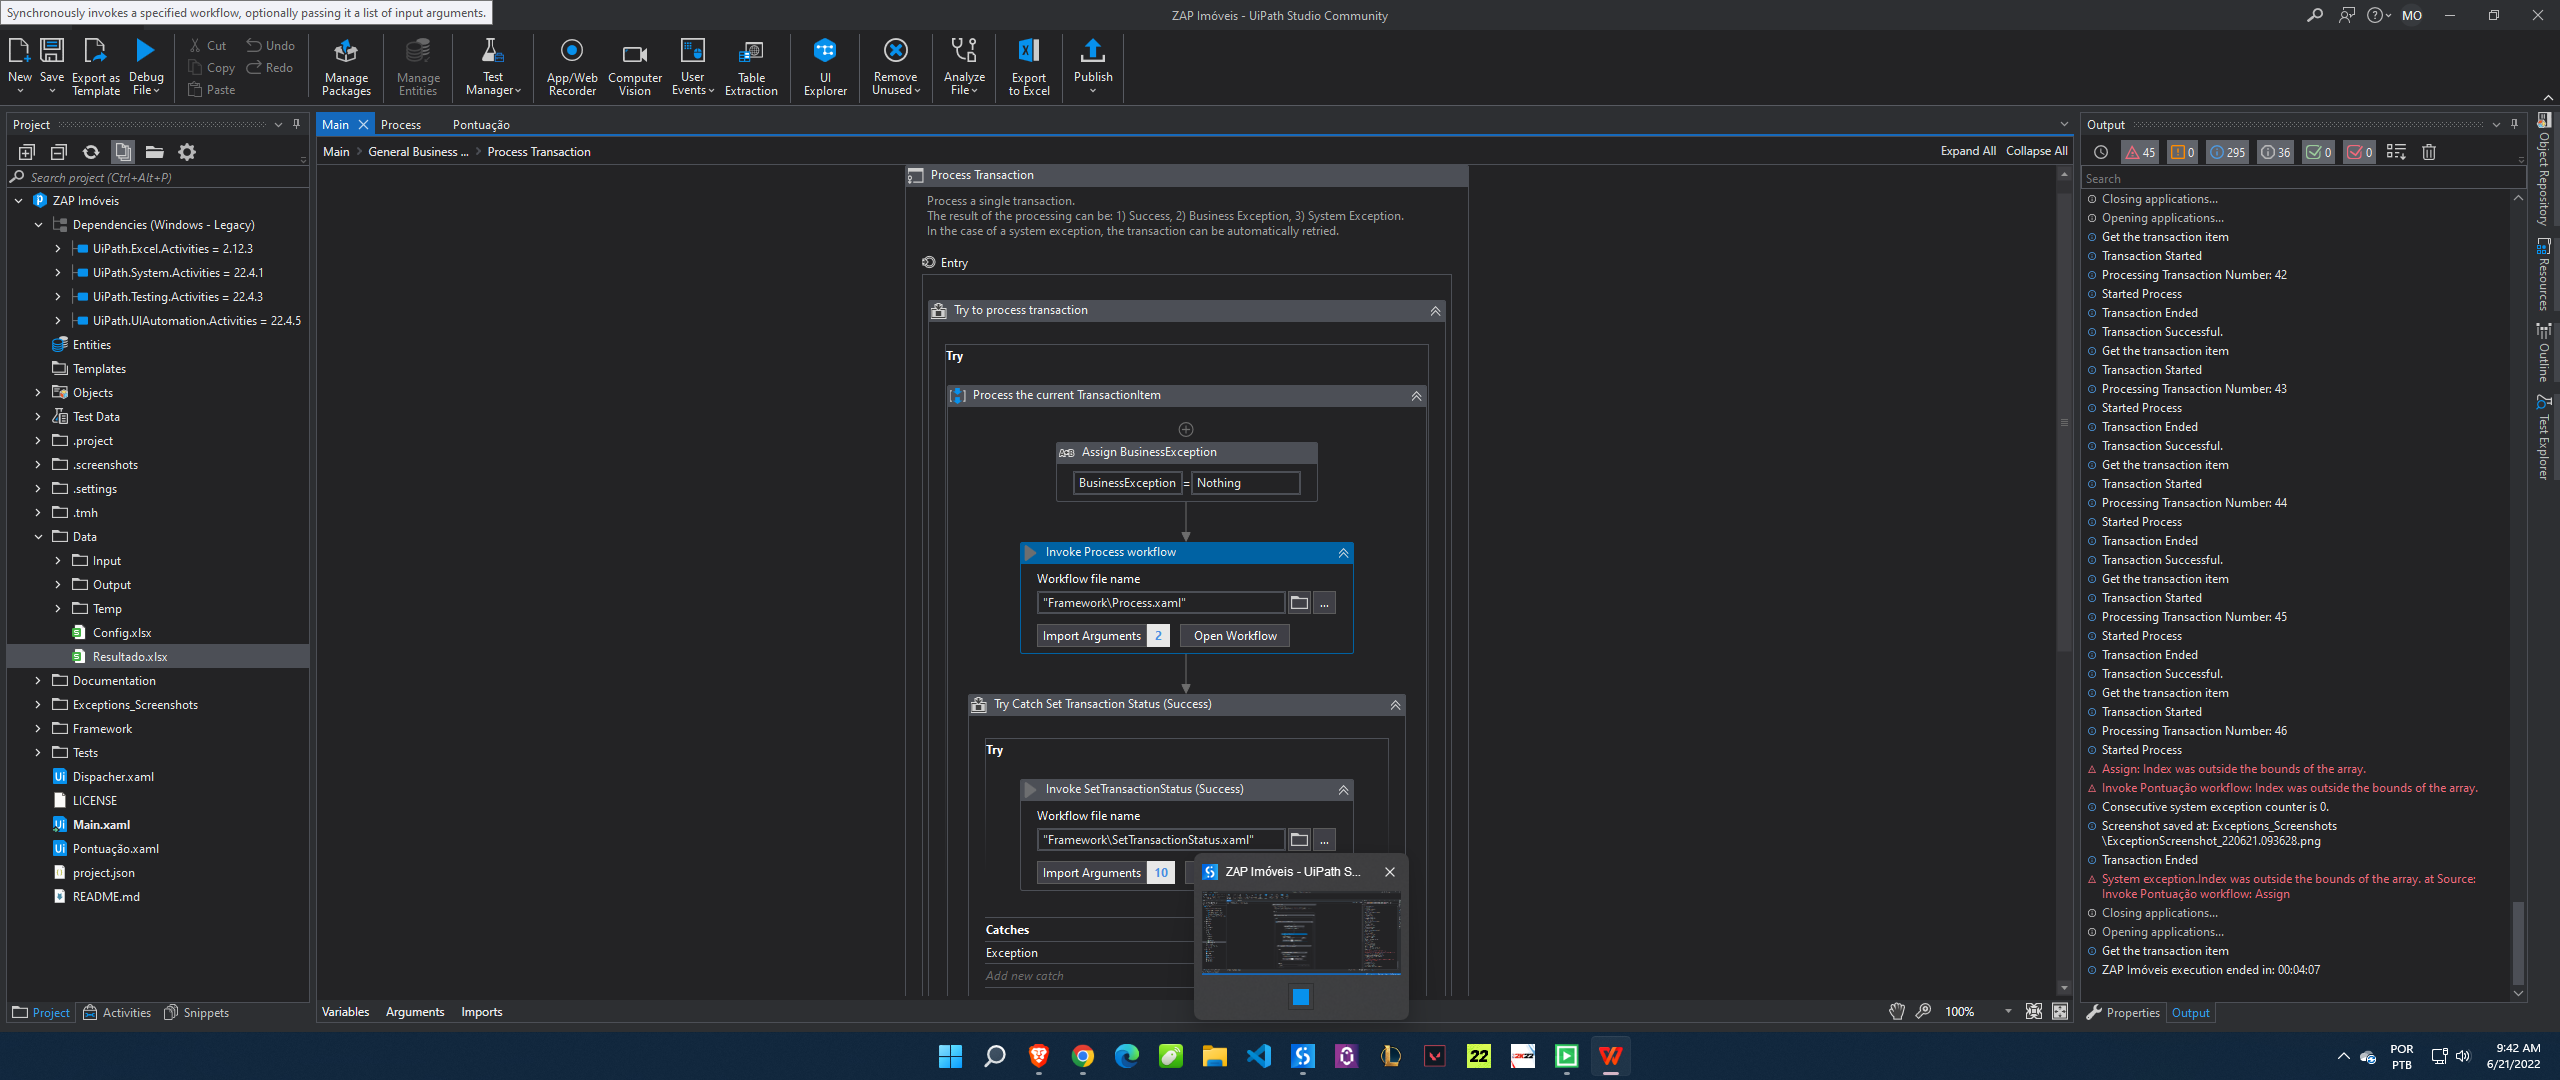 Synchronously invokes a specified workflow, optionally passing it a list of input arguments.
ZAP Imóveis - UiPath Studio Community
MO
New
Save
Export as Template
Debug File
Cut
Copy
Paste
Undo
Redo
Manage Packages
Manage Entities
Test Manager
App/Web Recorder
Computer Vision
User Events
Table Extraction
UI Explorer
Remove Unused
Analyze File
Export to Excel
Publish
Project
Search project (Ctrl+Alt+P)
ZAP Imóveis
Dependencies (Windows - Legacy)
UiPath.Excel.Activities = 2.12.3
UiPath.System.Activities = 22.4.1
UiPath.Testing.Activities = 22.4.3
UiPath.UIAutomation.Activities = 22.4.5
Entities
Templates
Objects
Test Data
.project
.screenshots
.settings
.tmh
Data
Input
Output
Temp
Config.xlsx
Resultado.xlsx
Documentation
Exceptions_Screenshots
Framework
Tests
Dispacher.xaml
LICENSE
Main.xaml
Pontuação.xaml
project.json
README.md
Project
Activities
Snippets
Main
Process
Pontuação
Main > General Business ... > Process Transaction
Expand All
Collapse All
Process Transaction
Process a single transaction.
The result of the processing can be: 1) Success, 2) Business Exception, 3) System Exception.
In the case of a system exception, the transaction can be automatically retried.
Entry
Try to process transaction
Try
Process the current TransactionItem
Assign BusinessException
BusinessException = Nothing
Invoke Process workflow
Workflow file name
"Framework\Process.xaml"
...
Import Arguments 2
Open Workflow
Try Catch Set Transaction Status (Success)
Try
Invoke SetTransactionStatus (Success)
Workflow file name
"Framework\SetTransactionStatus.xaml"
...
Import Arguments 10
Catches
Exception
Add new catch
ZAP Imóveis - UiPath S...
Variables
Arguments
Imports
100%
Output
45
0
295
36
0
0
Search
Closing applications...
Opening applications...
Get the transaction item
Transaction Started
Processing Transaction Number: 42
Started Process
Transaction Ended
Transaction Successful.
Get the transaction item
Transaction Started
Processing Transaction Number: 43
Started Process
Transaction Ended
Transaction Successful.
Get the transaction item
Transaction Started
Processing Transaction Number: 44
Started Process
Transaction Ended
Transaction Successful.
Get the transaction item
Transaction Started
Processing Transaction Number: 45
Started Process
Transaction Ended
Transaction Successful.
Get the transaction item
Transaction Started
Processing Transaction Number: 46
Started Process
Assign: Index was outside the bounds of the array.
Invoke Pontuação workflow: Index was outside the bounds of the array.
Consecutive system exception counter is 0.
Screenshot saved at: Exceptions_Screenshots
\ExceptionScreenshot_220621.093628.png
Transaction Ended
System exception.Index was outside the bounds of the array. at Source:
Invoke Pontuação workflow: Assign
Closing applications...
Opening applications...
Get the transaction item
ZAP Imóveis execution ended in: 00:04:07
Properties
Output
Object Repository
Resources
Outline
Test Explorer
22
2K22
POR
PTB
9:42 AM
6/21/2022